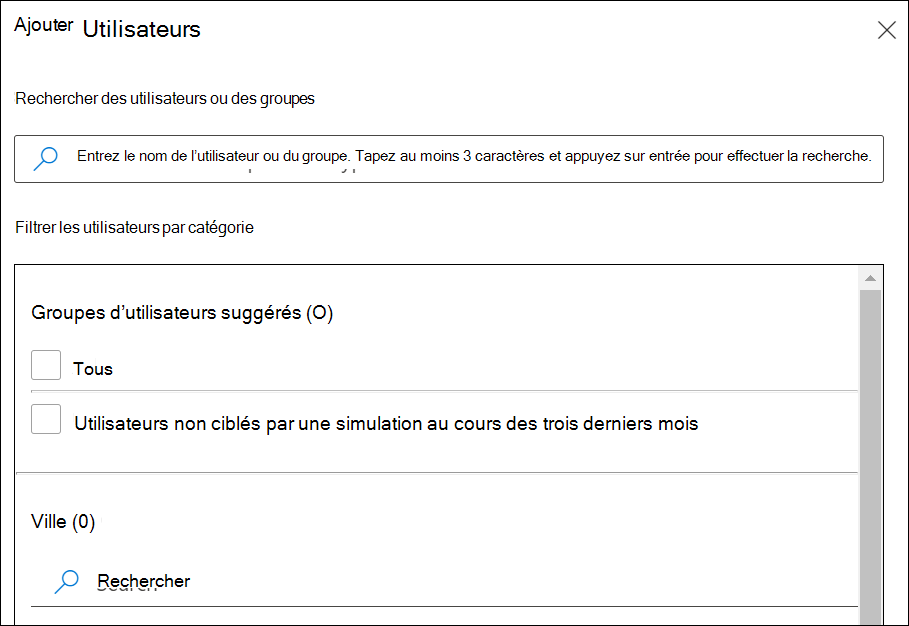 Ajouter Utilisateurs
Rechercher des utilisateurs ou des groupes
Entrez le nom de l’utilisateur ou du groupe. Tapez au moins 3 caractères et appuyez sur entrée pour effectuer la recherche.
Filtrer les utilisateurs par catégorie
Groupes d’utilisateurs suggérés (O)
Tous
Utilisateurs non ciblés par une simulation au cours des trois derniers mois
Ville (0)
Rechercher